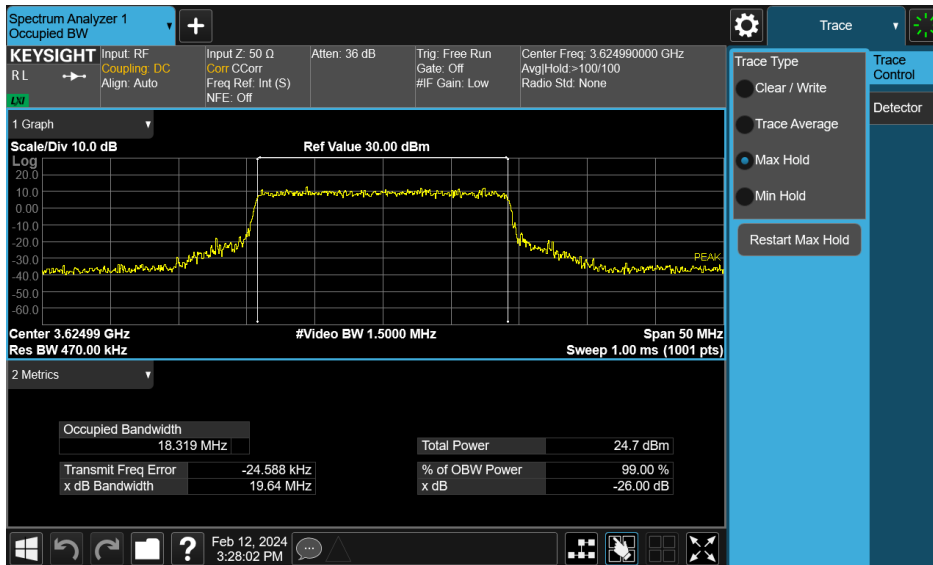 Spectrum Analyzer 1
Occupied BW
Trace
KEYSIGHT
R L
LXI
Input: RF
Coupling: DC
Align: Auto
Input Z: 50 Ω
Corr CCorr
Freq Ref: Int (S)
NFE: Off
Atten: 36 dB
Trig: Free Run
Gate: Off
#IF Gain: Low
Center Freq: 3.624990000 GHz
Avg|Hold:>100/100
Radio Std: None
Trace Type
Clear / Write
Trace Average
Max Hold
Min Hold
Restart Max Hold
Trace
Control
Detector
1 Graph
Scale/Div 10.0 dB
Ref Value 30.00 dBm
Log
20.0
10.0
0.00
-10.0
-20.0
-30.0
-40.0
-50.0
-60.0
PEAK
Center 3.62499 GHz
#Video BW 1.5000 MHz
Span 50 MHz
Res BW 470.00 kHz
Sweep 1.00 ms (1001 pts)
2 Metrics
Occupied Bandwidth
18.319 MHz
Total Power 24.7 dBm
Transmit Freq Error -24.588 kHz
% of OBW Power 99.00 %
x dB Bandwidth 19.64 MHz
x dB -26.00 dB
?
Feb 12, 2024
3:28:02 PM